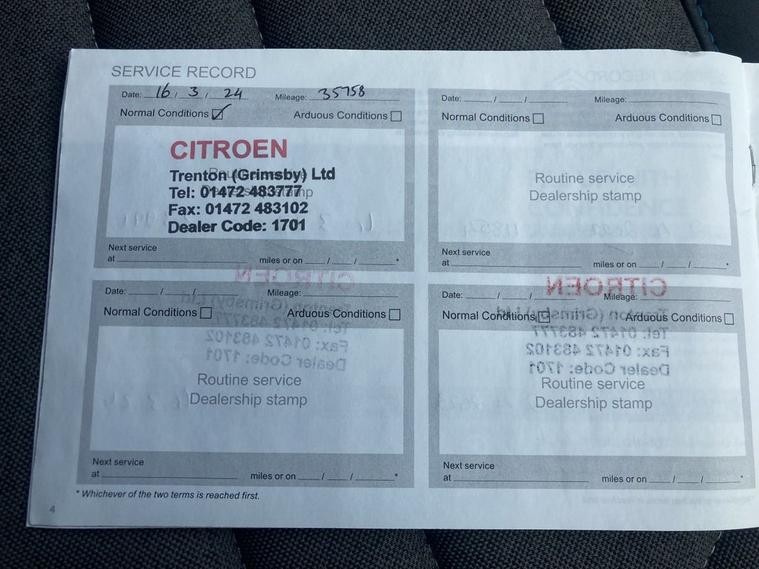 SERVICE RECORD
Date: 16 / 3 / 24 Mileage: 35758
Normal Conditions ☑ Arduous Conditions ☐
CITROEN
Trenton (Grimsby) Ltd
Tel: 01472 483777
Fax: 01472 483102
Dealer Code: 1701
Next service
at miles or on / / *
Date: / / Mileage:
Normal Conditions ☐ Arduous Conditions ☐
Routine service
Dealership stamp
Next service
at miles or on / / *
Date: / / Mileage:
Normal Conditions ☐ Arduous Conditions ☐
Routine service
Dealership stamp
Next service
at miles or on / / *
Date: / / Mileage:
Normal Conditions ☐ Arduous Conditions ☐
Routine service
Dealership stamp
Next service
at miles or on / / *
* Whichever of the two terms is reached first.
4